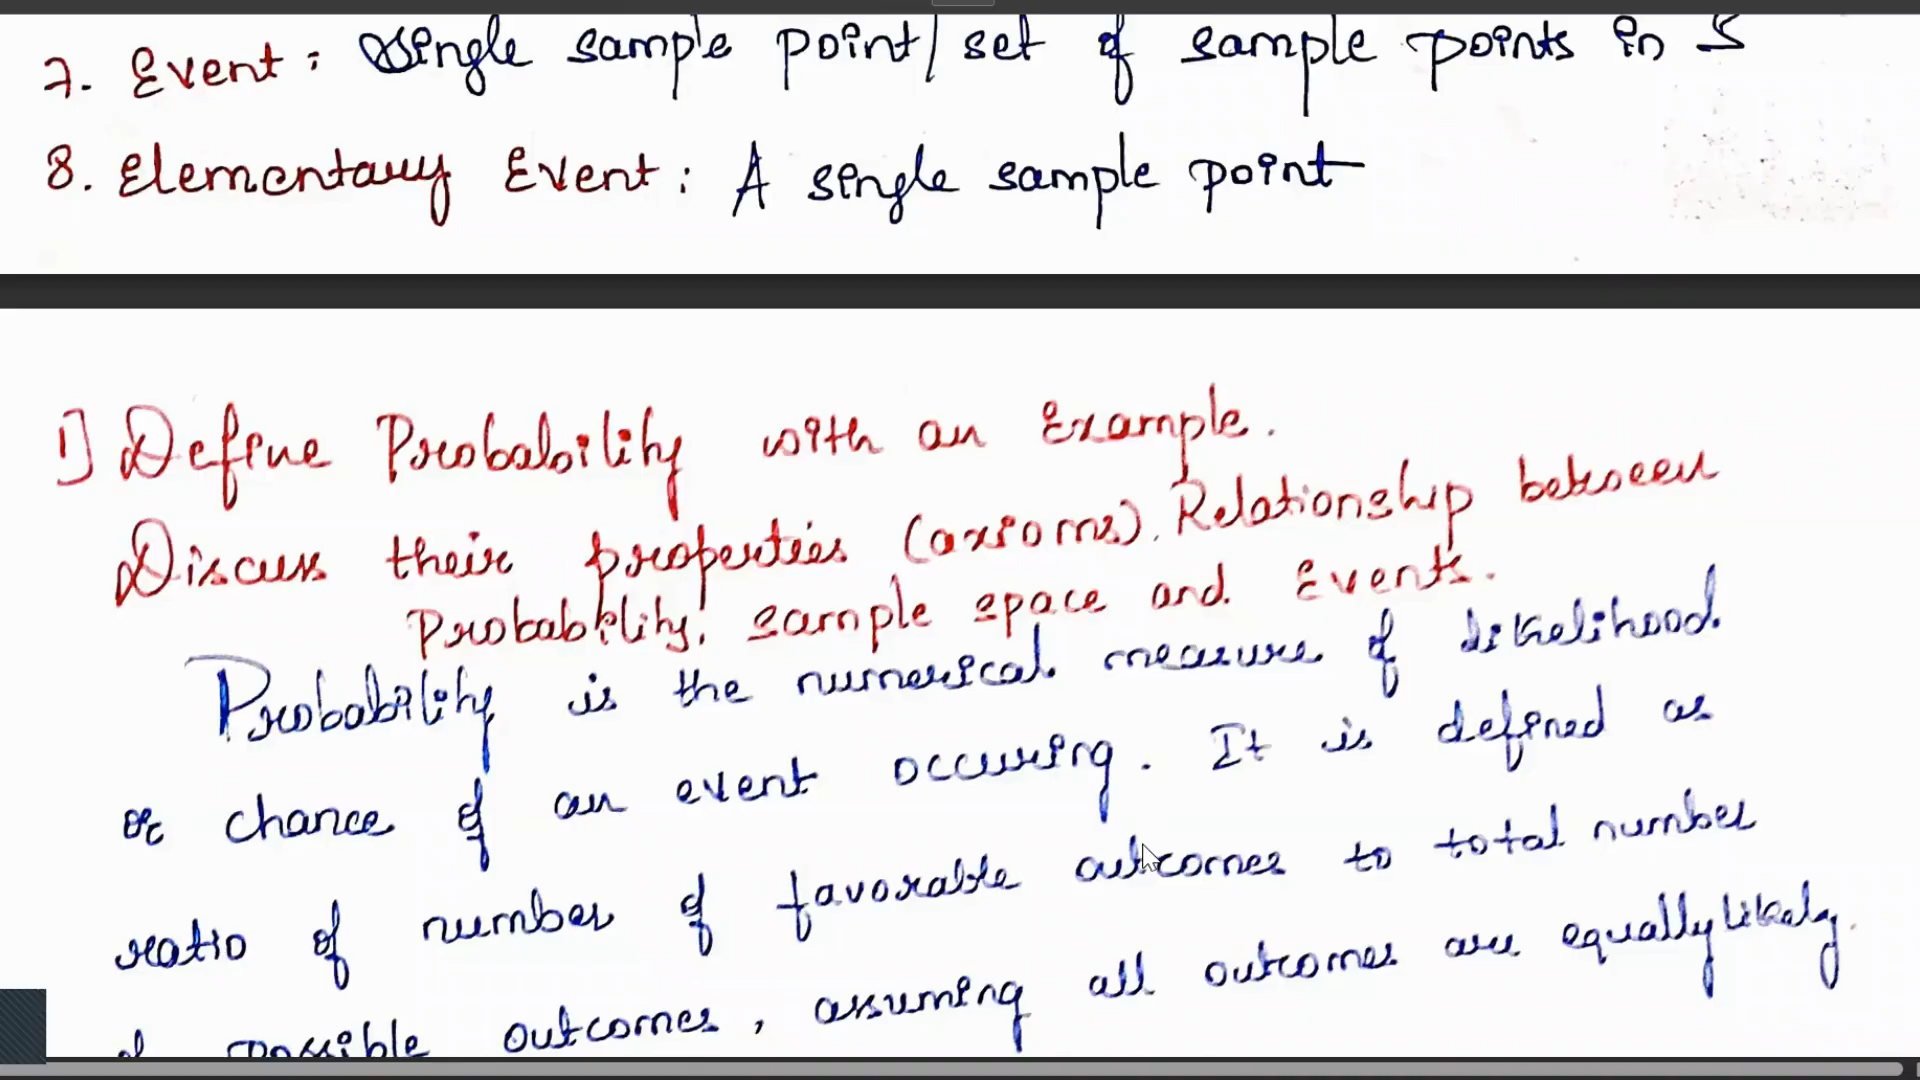 7. Event: single sample point/set of sample points in S
8. Elementary Event: A single sample point
1] Define Probability with an Example.
Discuss their properties (axioms). Relationship between
Probability, sample space and Events.
Probability is the numerical measure of likelihood
or chance of an event occuring. It is defined as
ratio of number of favorable outcomes to total number
of possible outcomes, assuming all outcomes are equally likely.